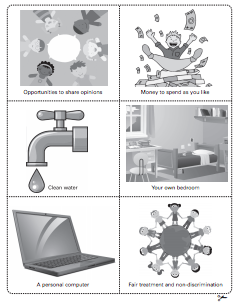 Opportunities to share opinions
Money to spend as you like
Clean water
Your own bedroom
A personal computer
Fair treatment and non-discrimination